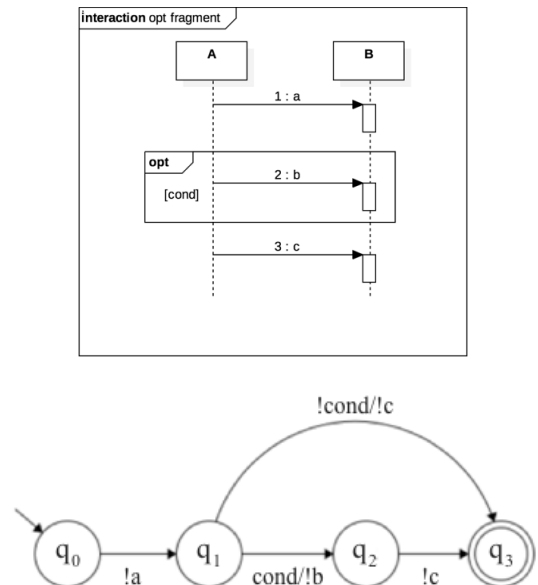 interaction opt fragment
A
B
1 : a
opt
2 : b
[cond]
3 : c
!cond/!c
q₀
q₁
q₂
q₃
!a
cond/!b
!c